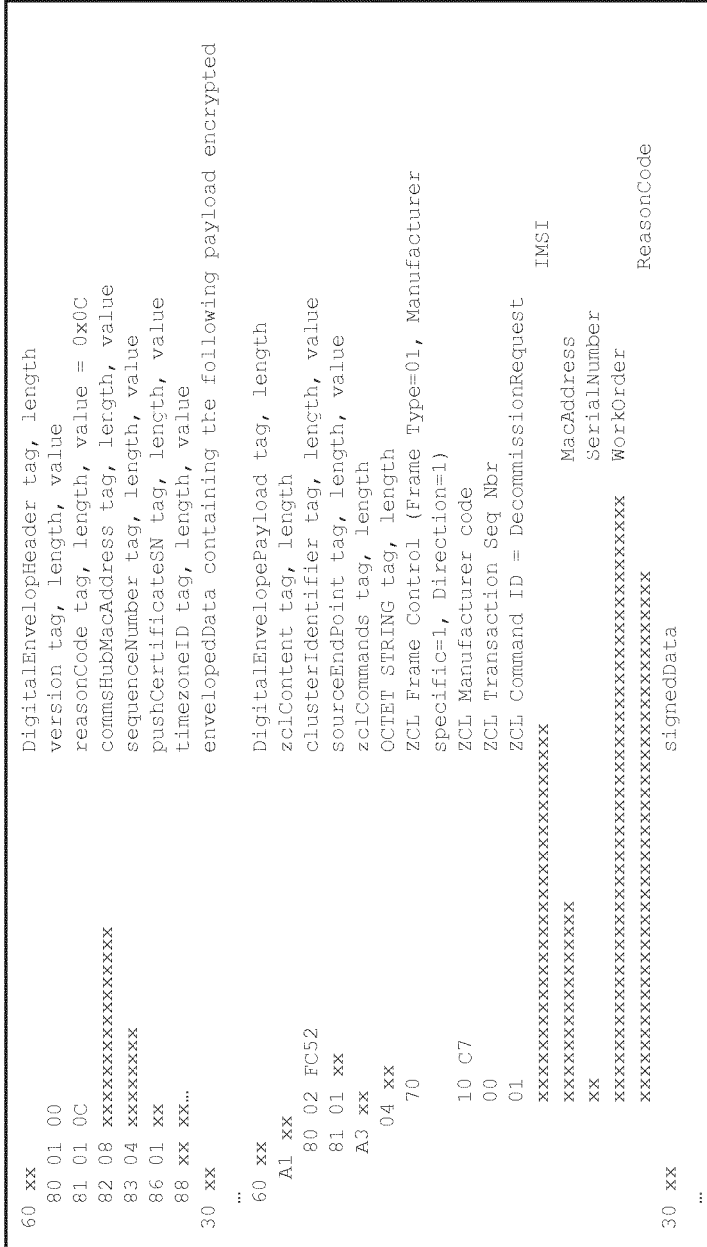 60 xx DigitalEnvelopHeader tag, length
80 01 00 version tag, length, value
81 01 0C reasonCode tag, length, value = 0x0C
82 08 xxxxxxxxxxxxxxxx commsHubMacAddress tag, length, value
83 04 xxxxxxxx sequenceNumber tag, length, value
86 01 xx pushCertificateSN tag, length, value
88 xx xx… timezoneID tag, length, value
30 xx envelopedData containing the following payload encrypted
…
60 xx DigitalEnvelopePayload tag, length
A1 xx zclContent tag, length
80 02 FC52 clusterIdentifier tag, length, value
81 01 xx sourceEndPoint tag, length, value
A3 xx zclCommands tag, length
04 xx OCTET STRING tag, length
70 ZCL Frame Control (Frame Type=01, Manufacturer
specific=1, Direction=1)
10 C7 ZCL Manufacturer code
00 ZCL Transaction Seq Nbr
01 ZCL Command ID = DecommissionRequest
xxxxxxxxxxxxxxxxxxxxxxxxxxxxxx IMSI
xxxxxxxxxxxxxxxx MacAddress
xx SerialNumber
xxxxxxxxxxxxxxxxxxxxxxxxxxxxxxxxxxxxxxxxxxxxxxxx WorkOrder
xxxxxxxxxxxxxxxxxxxxxxxxxxxxxxxxxxxxxxxxxx ReasonCode
30 xx signedData
…